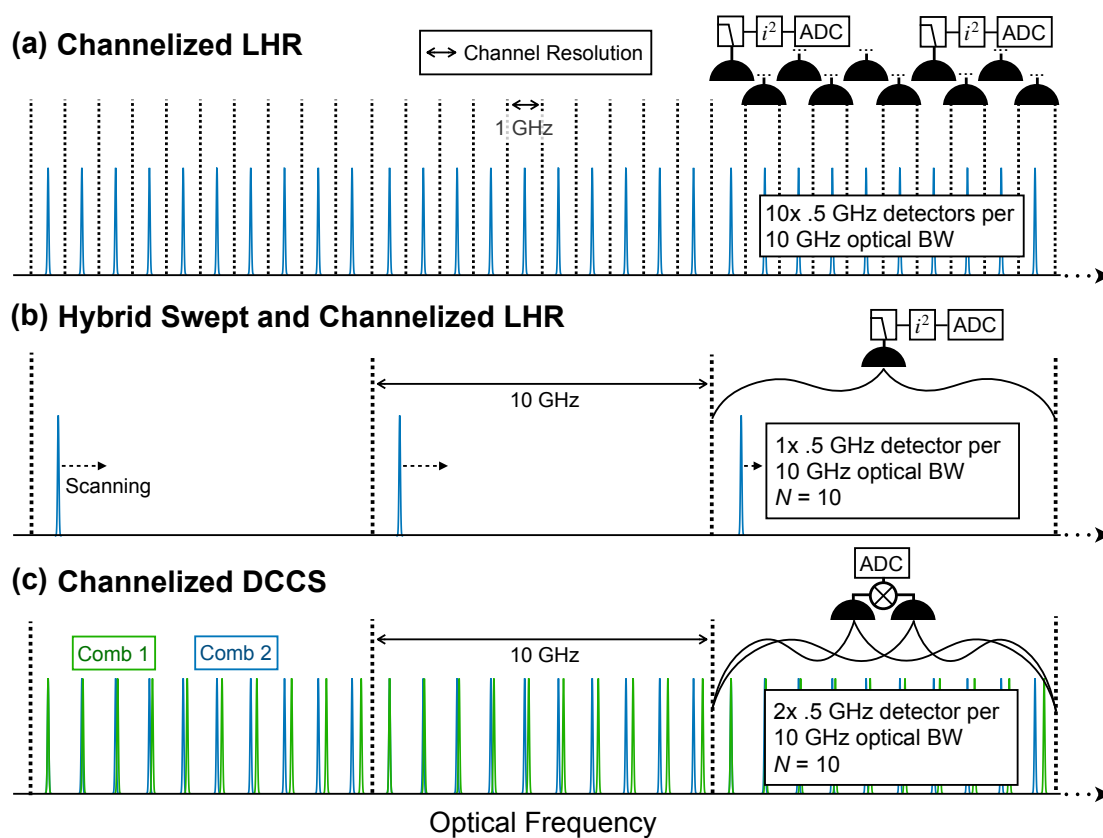 (a) Channelized LHR
Channel Resolution
1 GHz
i² ADC
i² ADC
... ... ... ... ...
... ... ... ... ...
10x .5 GHz detectors per
10 GHz optical BW
(b) Hybrid Swept and Channelized LHR
Scanning
10 GHz
i² ADC
1x .5 GHz detector per
10 GHz optical BW
N = 10
(c) Channelized DCCS
Comb 1
Comb 2
10 GHz
ADC
2x .5 GHz detector per
10 GHz optical BW
N = 10
Optical Frequency